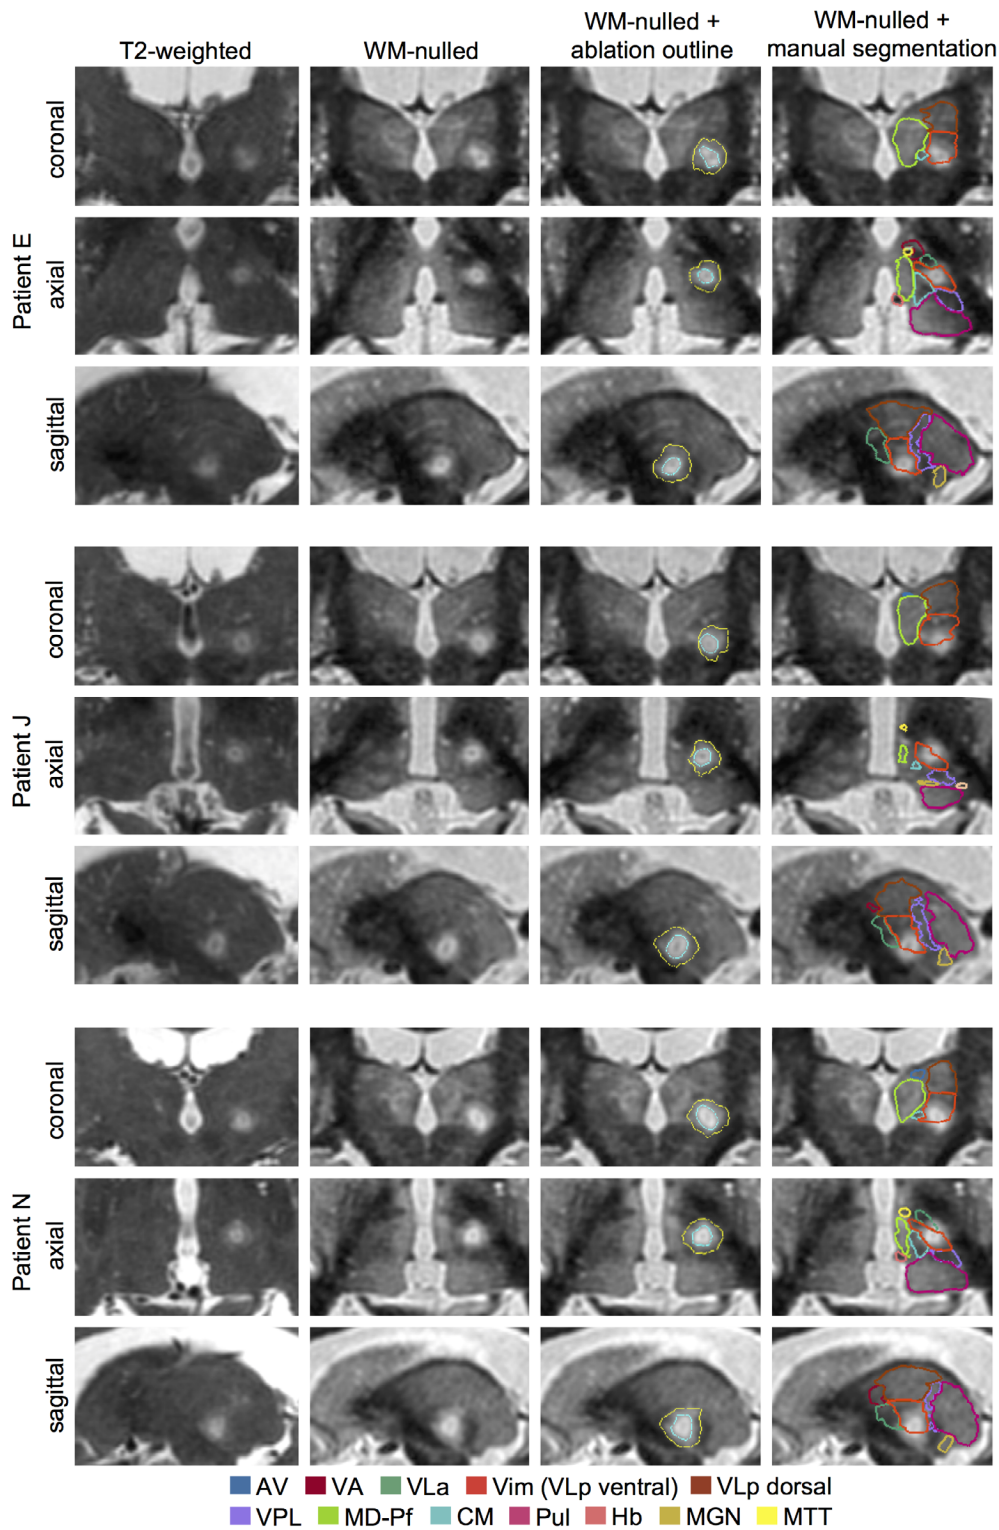 T2-weighted
WM-nulled
WM-nulled +
ablation outline
WM-nulled +
manual segmentation
Patient E
coronal
axial
sagittal
Patient J
coronal
axial
sagittal
Patient N
coronal
axial
sagittal
AV VA VLa Vim (VLp ventral) VLp dorsal
VPL MD-Pf CM Pul Hb MGN MTT